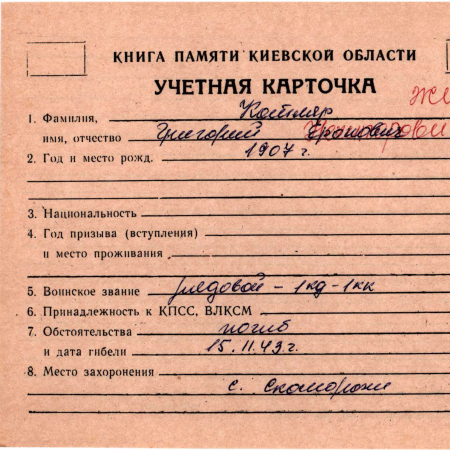 КНИГА ПАМЯТИ КИЕВСКОЙ ОБЛАСТИ
УЧЕТНАЯ КАРТОЧКА
1. Фамилия,
имя, отчество Григорий
2. Год и место рожд. 1907 г.
3. Национальность
4. Год призыва (вступления)
и место проживания
5. Воинское звание рядовой – 1кд – 1кк
6. Принадлежность к КПСС, ВЛКСМ
7. Обстоятельства погиб
и дата гибели 15.11.43 г.
8. Место захоронения
с. Скоморохи